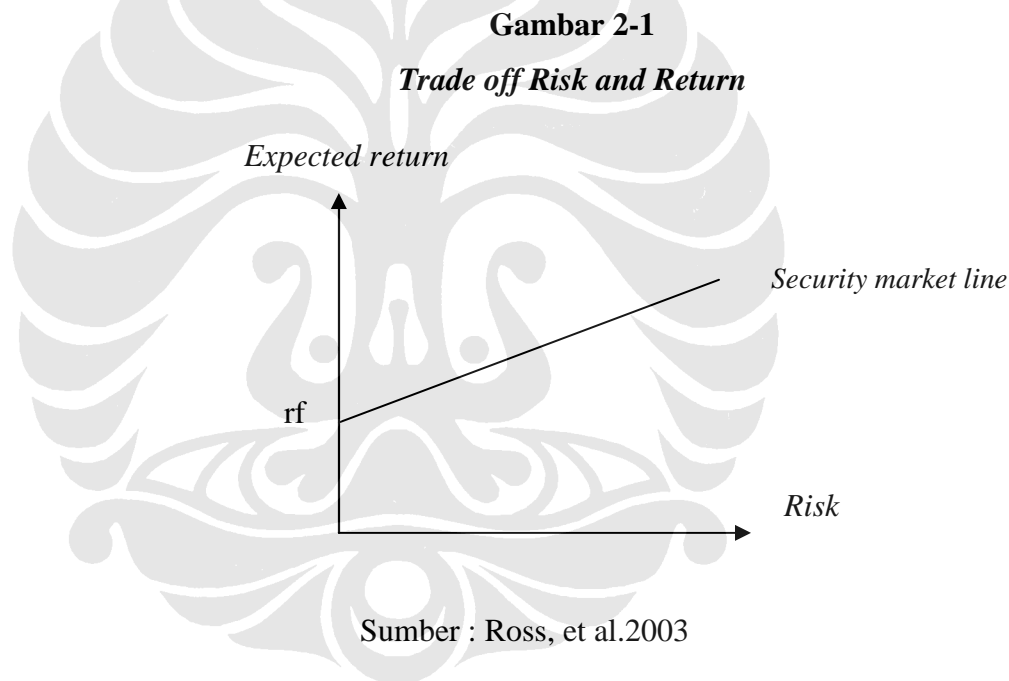 Gambar 2-1
Trade off Risk and Return
Expected return
Security market line
rf
Risk
Sumber : Ross, et al.2003